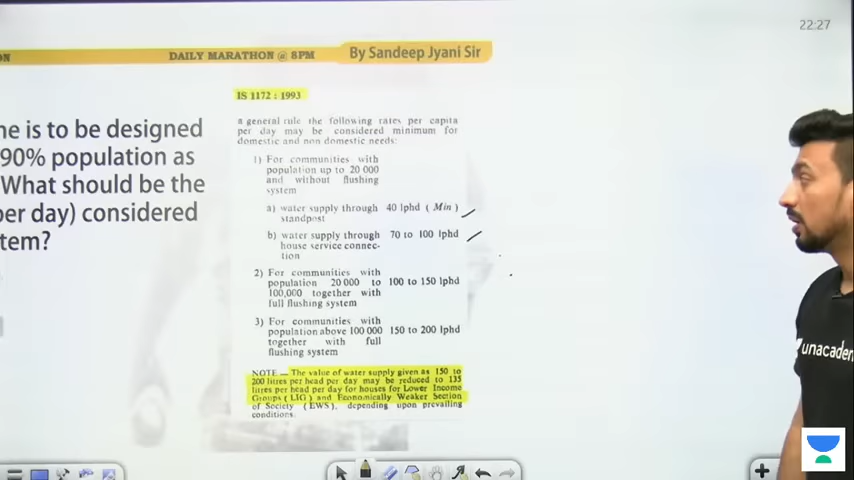 22:27
ON
DAILY MARATHON @ 8PM
By Sandeep Jyani Sir
ne is to be designed
90% population as
What should be the
per day) considered
tem?
IS 1172 : 1993
a general rule the following rates per capita
per day may be considered minimum for
domestic and non domestic needs:
1) For communities with
population up to 20 000
and without flushing
system
a) water supply through 40 lphd ( Min )
standpost
b) water supply through 70 to 100 lphd
house service connec-
tion
2) For communities with
population 20 000 to 100 to 150 lphd
100,000 together with
full flushing system
3) For communities with
population above 100 000 150 to 200 lphd
together with full
flushing system
NOTE — The value of water supply given as 150 to
200 litres per head per day may be reduced to 135
litres per head per day for houses for Lower Income
Groups ( LIG ) and Economically Weaker Section
of Society ( EWS ), depending upon prevailing
conditions.
unacadem